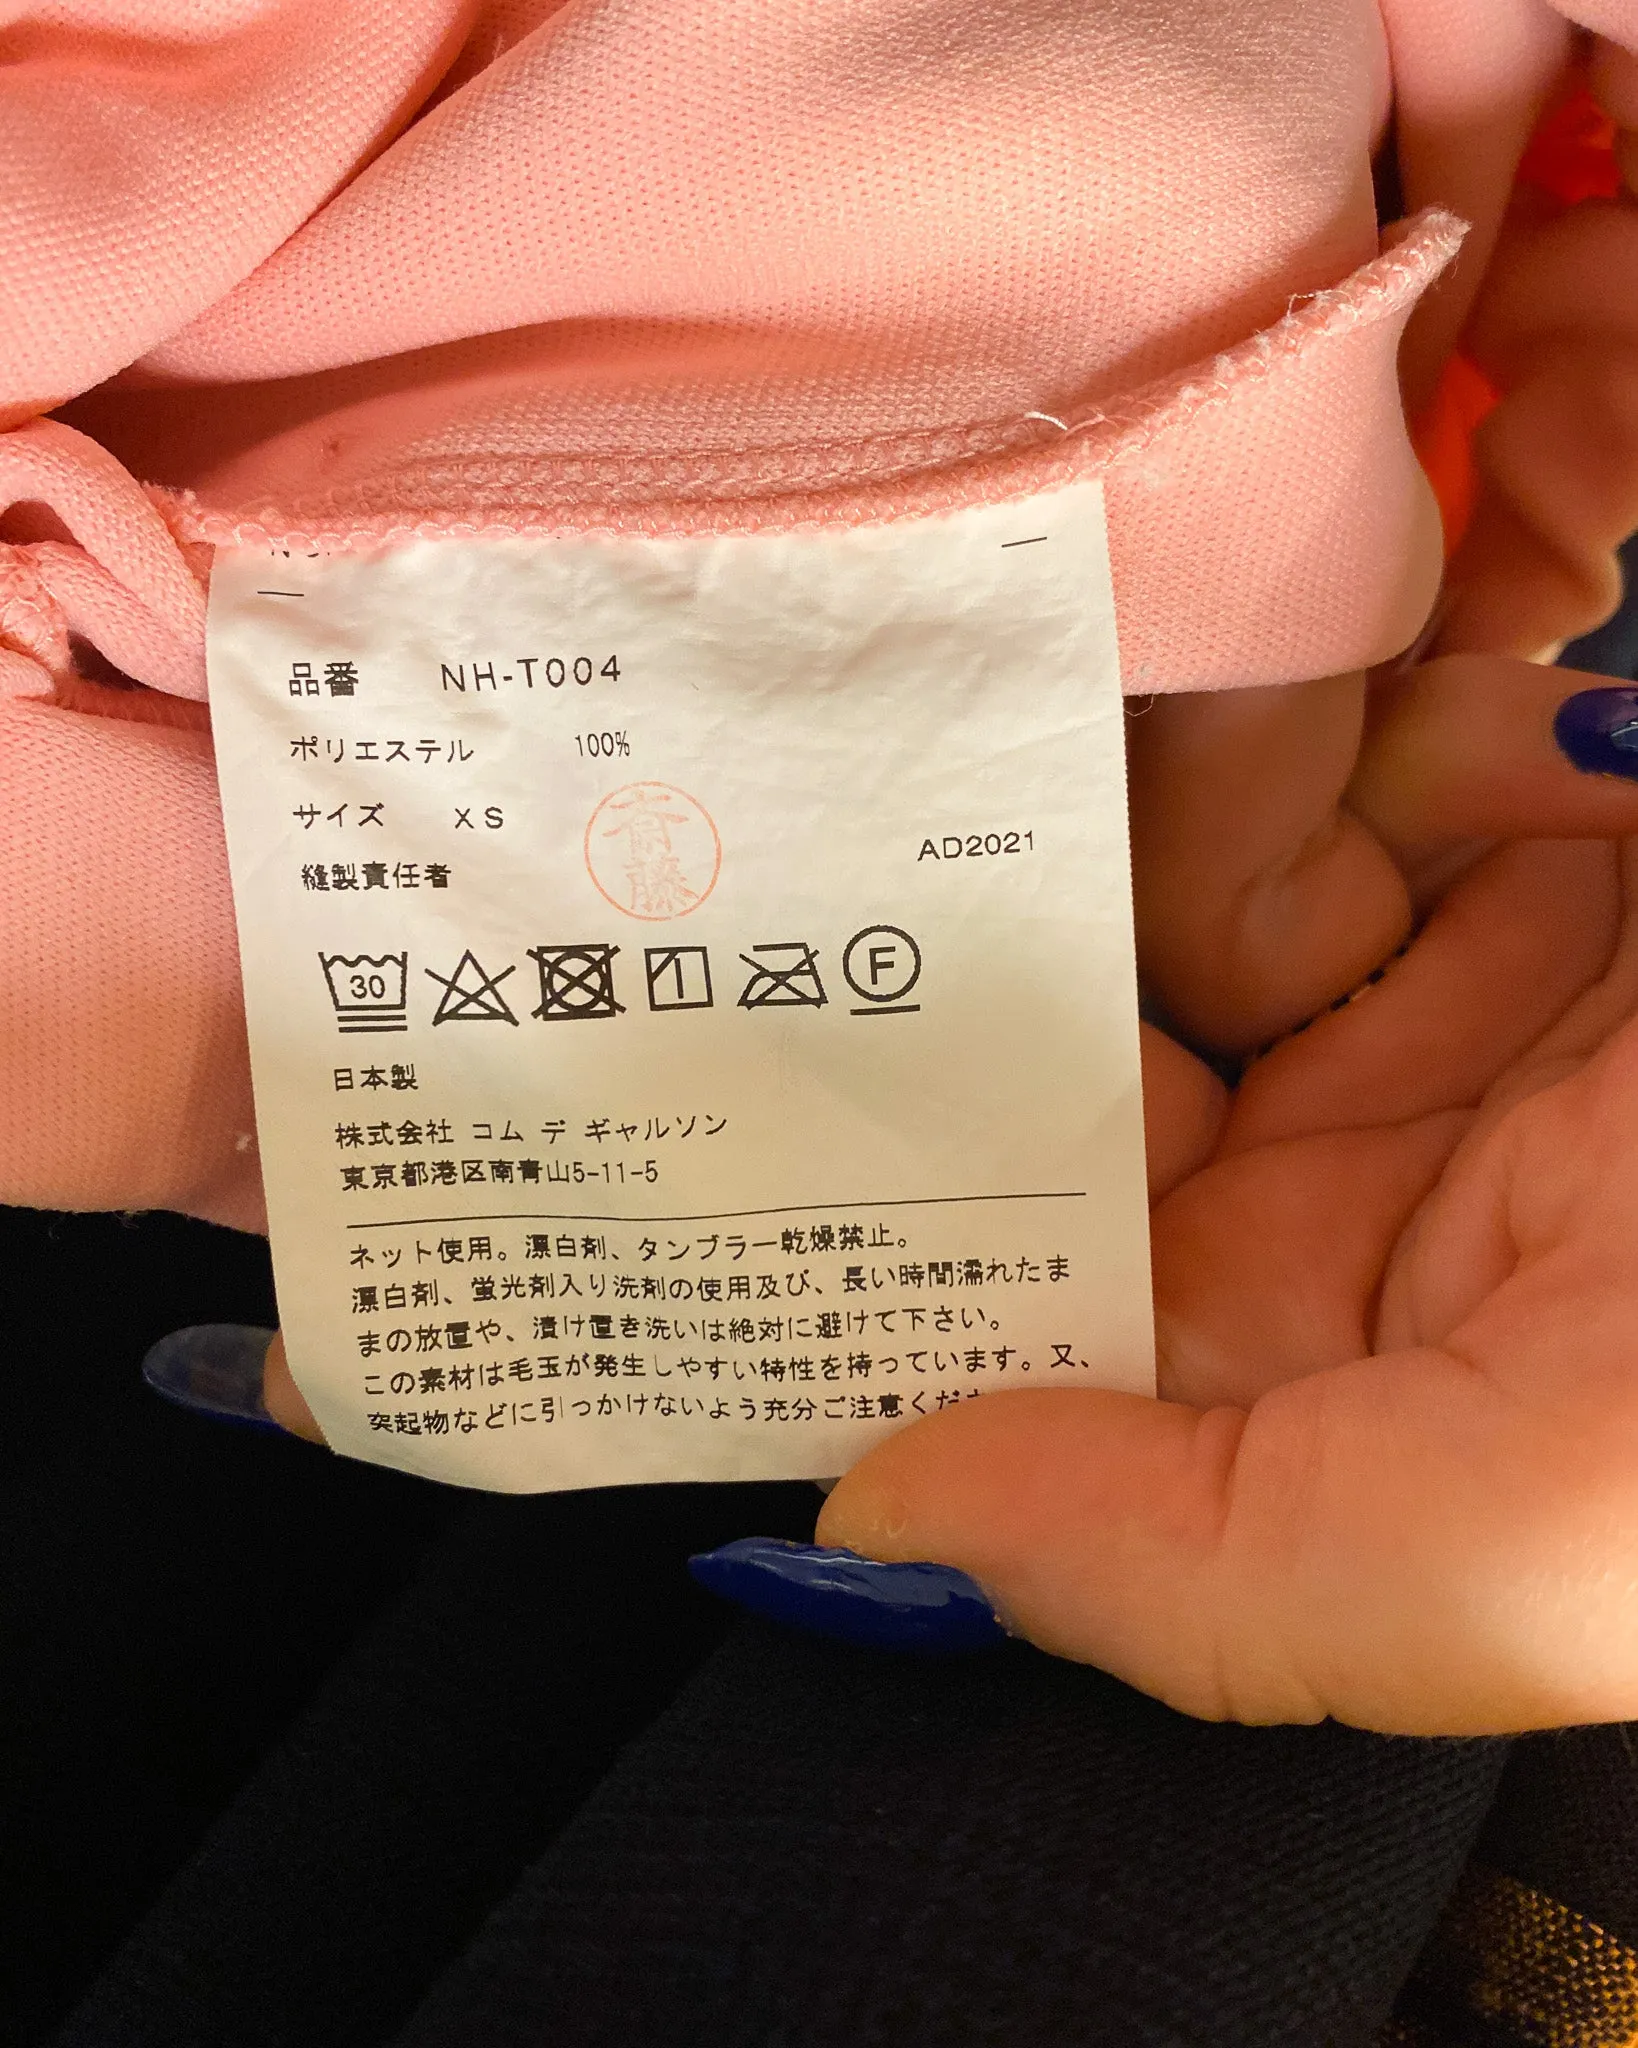 品番 NH-T004
ポリエステル 100%
サイズ XS
斎藤
AD2021
縫製責任者
30
F
日本製
株式会社 コム デ ギャルソン
東京都港区南青山5-11-5
ネット使用。漂白剤、タンブラー乾燥禁止。
漂白剤、蛍光剤入り洗剤の使用及び、長い時間濡れたま
まの放置や、漬け置き洗いは絶対に避けて下さい。
この素材は毛玉が発生しやすい特性を持っています。又、
突起物などに引っかけないよう充分ご注意くだ